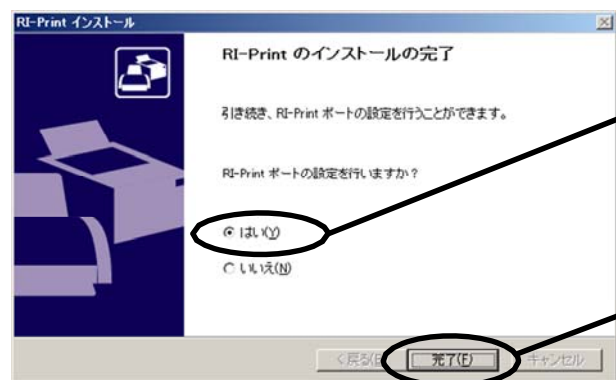 RI-Print インストール
RI-Print のインストールの完了
引き続き、RI-Print ポートの設定を行うことができます。
RI-Print ポートの設定を行いますか？
はい(Y)
いいえ(N)
< 戻る(B
完了(F)
キャンセル